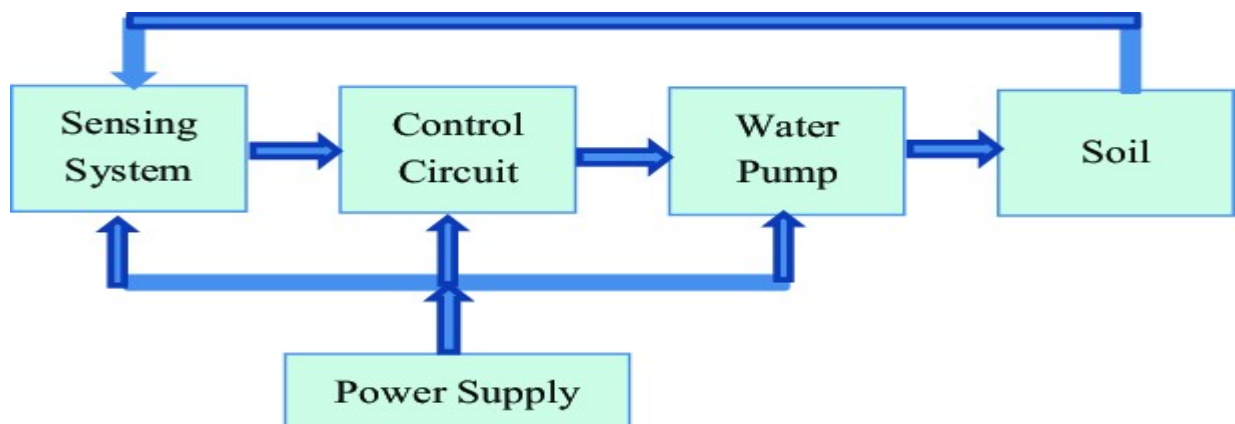 Sensing
System
Control
Circuit
Water
Pump
Soil
Power Supply